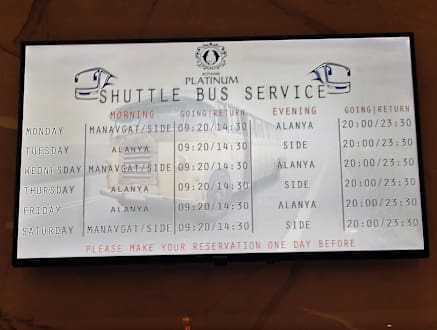 PLATINUM
SHUTTLE BUS SERVICE
MORNING GOING|RETURN EVENING GOING|RETURN
MONDAY MANAVGAT/SIDE 09:20/14:30 ALANYA 20:00/23:30
TUESDAY ALANYA 09:20/14:30 SIDE 20:00/23:30
WEDNESDAY MANAVGAT/SIDE 09:20/14:30 ALANYA 20:00/23:30
THURSDAY ALANYA 09:20/14:30 SIDE 20:00/23:30
FRIDAY ALANYA 09:20/14:30 ALANYA 20:00/23:30
SATURDAY MANAVGAT/SIDE 09:20/14:30 SIDE 20:00/23:30
PLEASE MAKE YOUR RESERVATION ONE DAY BEFORE